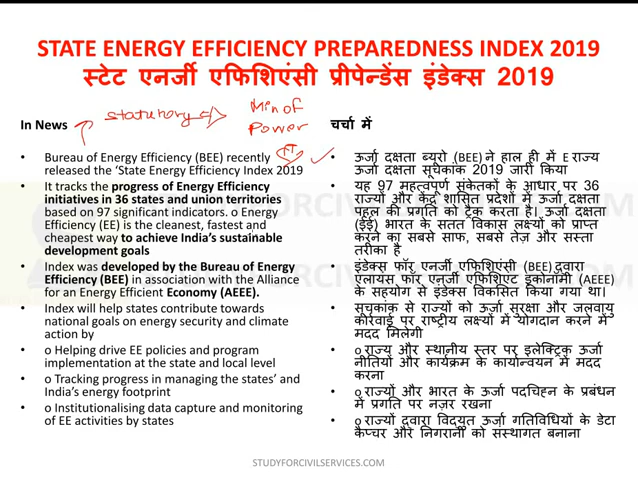 STATE ENERGY EFFICIENCY PREPAREDNESS INDEX 2019
स्टेट एनर्जी एफिशिएंसी प्रीपेन्डेंस इंडेक्स 2019
Statutory
Min of
Power
In News
• Bureau of Energy Efficiency (BEE) recently
released the 'State Energy Efficiency Index 2019
• It tracks the progress of Energy Efficiency
initiatives in 36 states and union territories
based on 97 significant indicators. o Energy
Efficiency (EE) is the cleanest, fastest and
cheapest way to achieve India's sustainable
development goals
• Index was developed by the Bureau of Energy
Efficiency (BEE) in association with the Alliance
for an Energy Efficient Economy (AEEE).
• Index will help states contribute towards
national goals on energy security and climate
action by
• o Helping drive EE policies and program
implementation at the state and local level
• o Tracking progress in managing the states' and
India's energy footprint
• o Institutionalising data capture and monitoring
of EE activities by states
चर्चा में
• ऊर्जा दक्षता ब्यूरो (BEE) ने हाल ही में E राज्य
ऊर्जा दक्षता सूचकांक 2019 जारी किया
• यह 97 महत्वपूर्ण संकेतकों के आधार पर 36
राज्यों और केंद्र शासित प्रदेशों में ऊर्जा दक्षता
पहल की प्रगति को ट्रैक करता है। ऊर्जा दक्षता
(ईई) भारत के सतत विकास लक्ष्यों को प्राप्त
करने का सबसे साफ, सबसे तेज़ और सस्ता
तरीका है
• इंडेक्स फॉर एनर्जी एफिशिएंसी (BEE) द्वारा
एलायंस फॉर एनर्जी एफिशिएंट इकोनॉमी (AEEE)
के सहयोग से इंडेक्स विकसित किया गया था।
• सूचकांक से राज्यों को ऊर्जा सुरक्षा और जलवायु
कार्रवाई पर राष्ट्रीय लक्ष्यों में योगदान करने में
मदद मिलेगी
• o राज्य और स्थानीय स्तर पर इलेक्ट्रिक ऊर्जा
नीतियों और कार्यक्रम के कार्यान्वयन में मदद
करना
• o राज्यों और भारत के ऊर्जा पदचिह्न के प्रबंधन
में प्रगति पर नज़र रखना
• o राज्यों द्वारा विद्युत ऊर्जा गतिविधियों के डेटा
कैप्चर और निगरानी को संस्थागत बनाना
STUDYFORCIVILSERVICES.COM